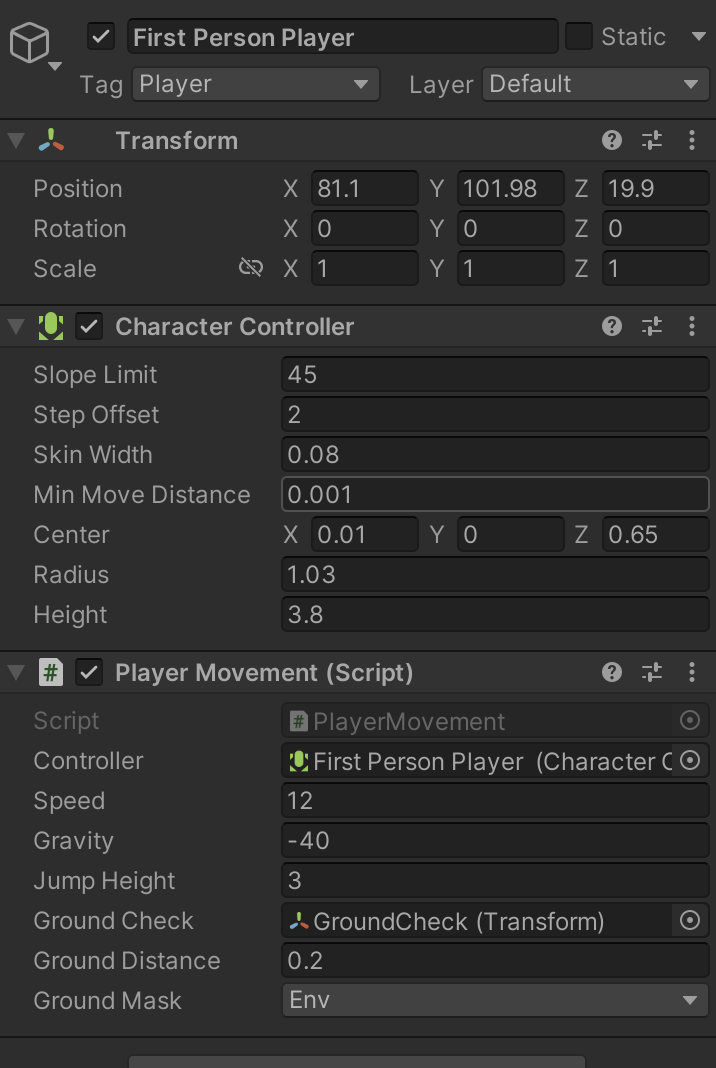 First Person Player Static
Tag Player Layer Default
Transform
Position X 81.1 Y 101.98 Z 19.9
Rotation X 0 Y 0 Z 0
Scale X 1 Y 1 Z 1
Character Controller
Slope Limit 45
Step Offset 2
Skin Width 0.08
Min Move Distance 0.001
Center X 0.01 Y 0 Z 0.65
Radius 1.03
Height 3.8
# Player Movement (Script)
Script # PlayerMovement
Controller First Person Player (Character C
Speed 12
Gravity -40
Jump Height 3
Ground Check GroundCheck (Transform)
Ground Distance 0.2
Ground Mask Env